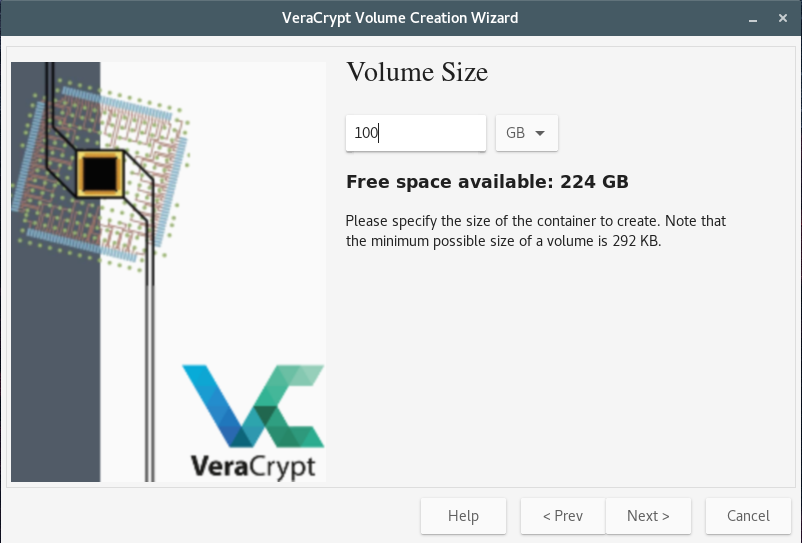 VeraCrypt Volume Creation Wizard
Volume Size
100
GB
Free space available: 224 GB
Please specify the size of the container to create. Note that
the minimum possible size of a volume is 292 KB.
VeraCrypt
Help
< Prev
Next >
Cancel